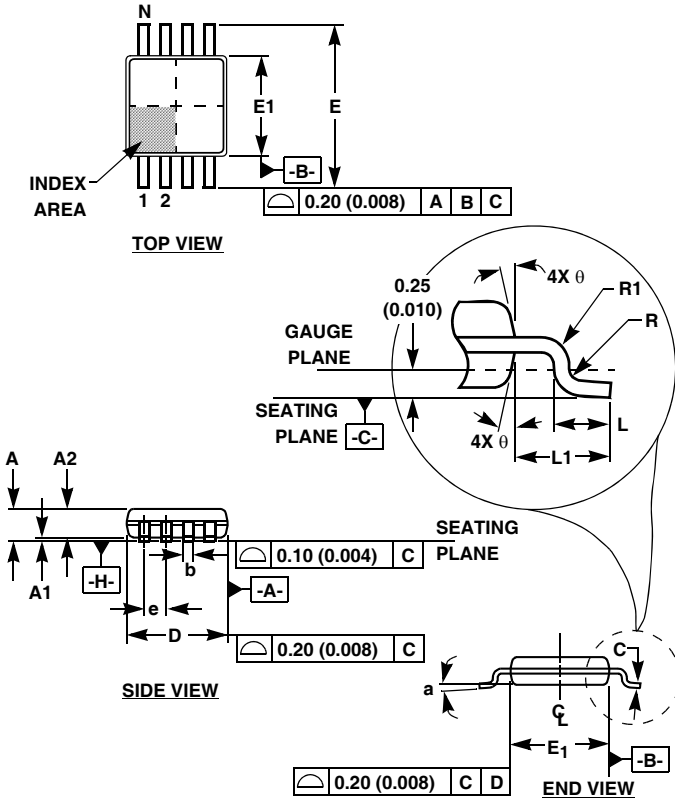 N
E1
E
-B-
INDEX
AREA
1 2
0.20 (0.008) A B C
TOP VIEW
0.25
(0.010)
4X θ
R1
R
GAUGE
PLANE
SEATING
PLANE -C-
4X θ
L
L1
A A2
SEATING
PLANE
A1
-H-
b
0.10 (0.004) C
e
-A-
D
0.20 (0.008) C
SIDE VIEW
C
a
CL
E1
-B-
0.20 (0.008) C D
END VIEW